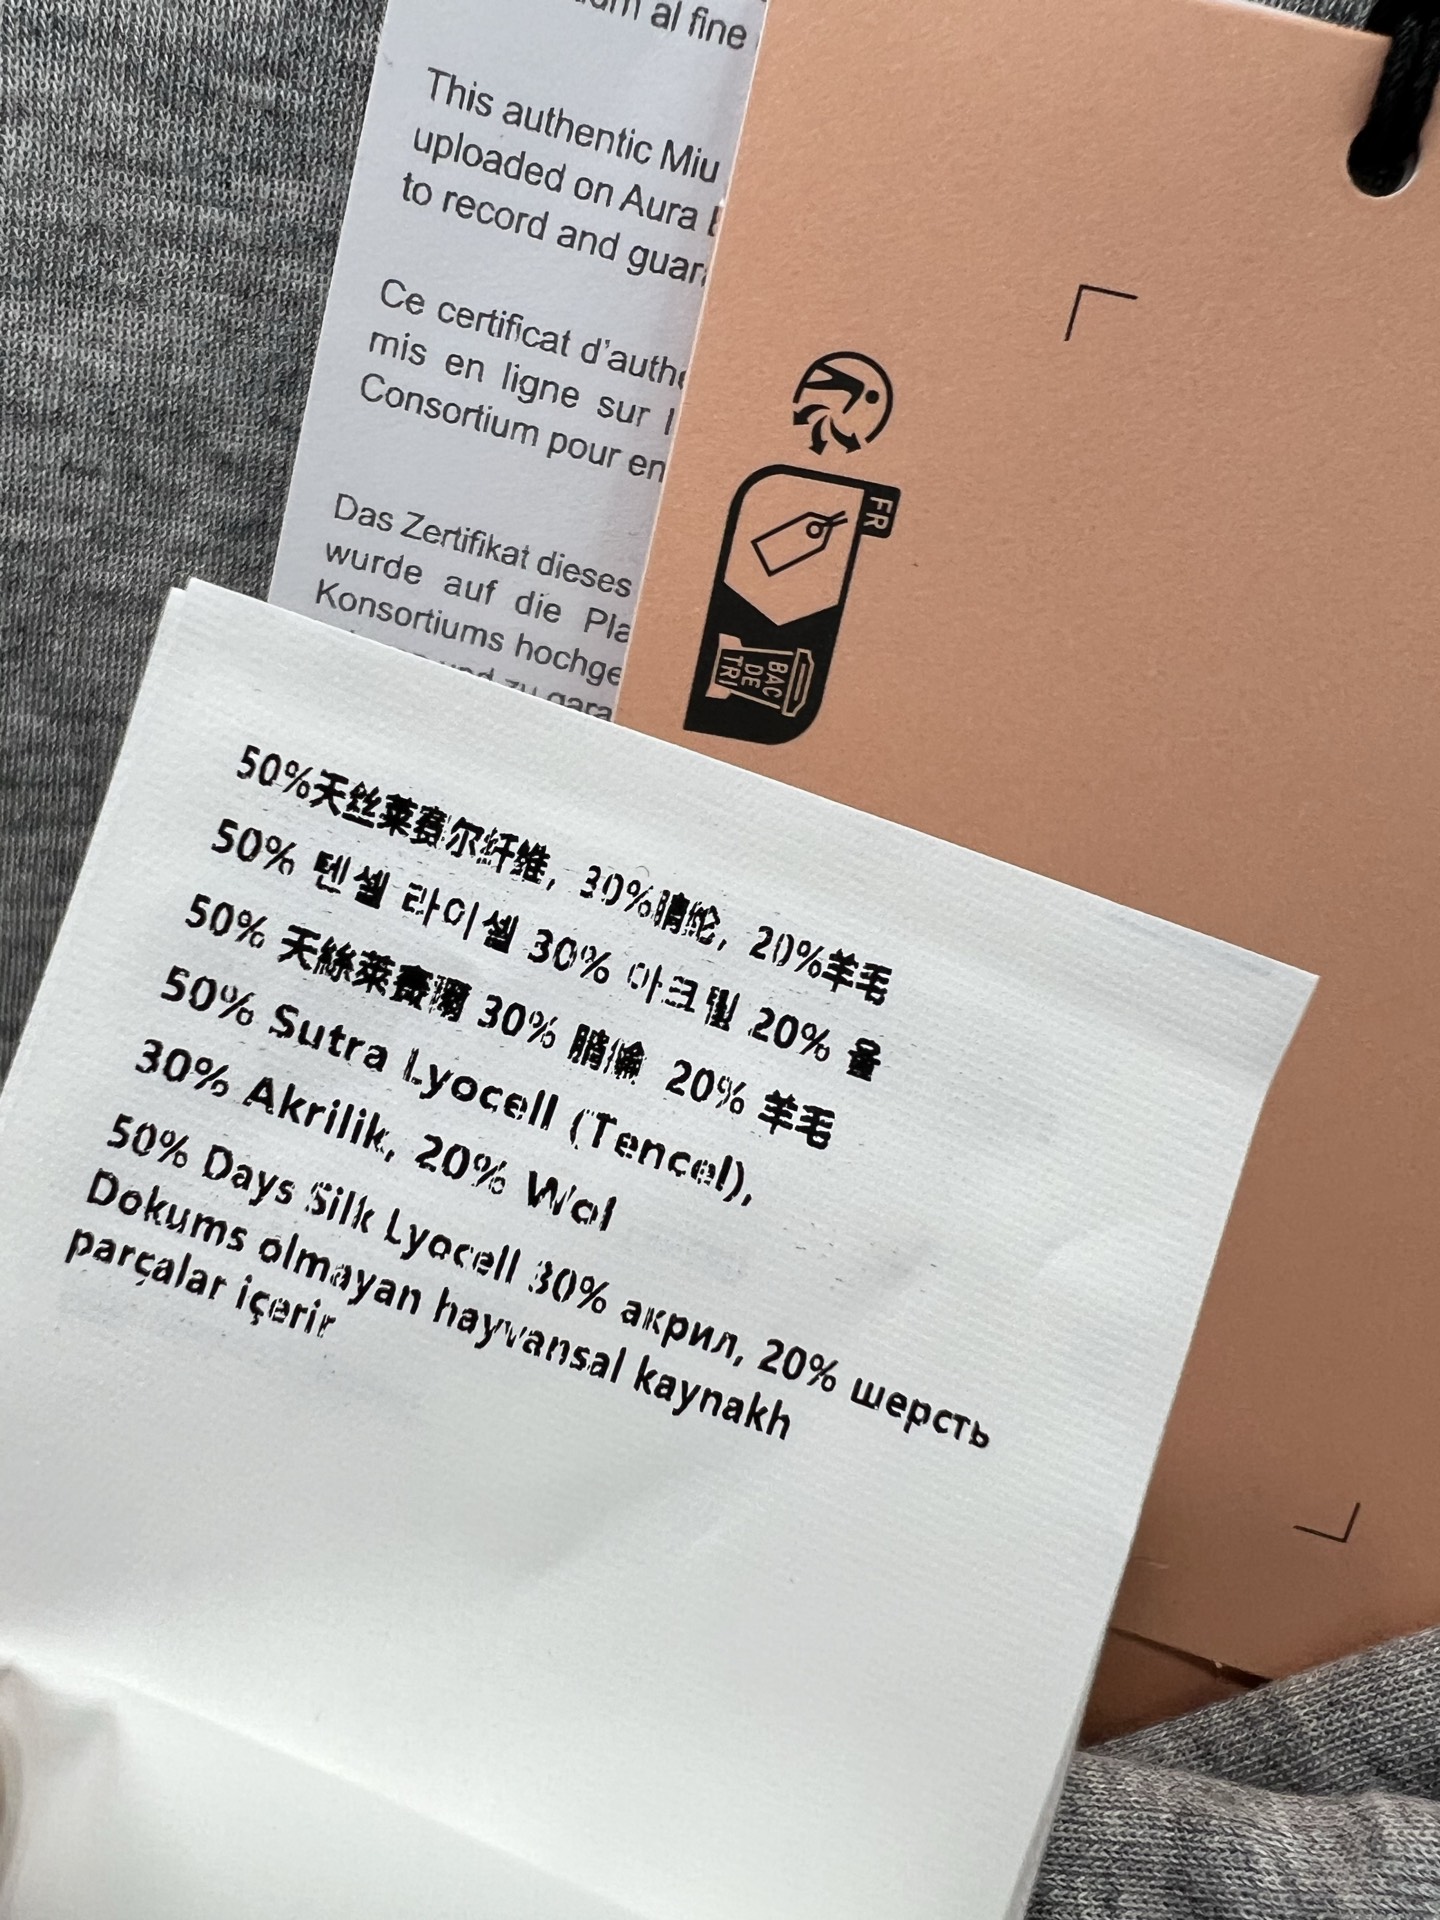 al fine
This authentic Miu
uploaded on Aura
to record and guar
Ce certificat d'authe
mis en ligne sur l
Consortium pour en
Das Zertifikat dieses
wurde auf die Pla
Konsortiums hochge
und zu gara
FR
BAC
DE
TRI
50%天丝莱赛尔纤维, 30%腈纶, 20%羊毛
50% 텐셀 라이셀 30% 아크릴 20% 울
50% 天絲萊賽爾 30% 腈綸 20% 羊毛
50% Sutra Lyocell (Tencel),
30% Akrilik, 20% Wol
50% Days Silk Lyocell 30% акрил, 20% шерсть
Dokums olmayan hayvansal kaynakh
parçalar içerir